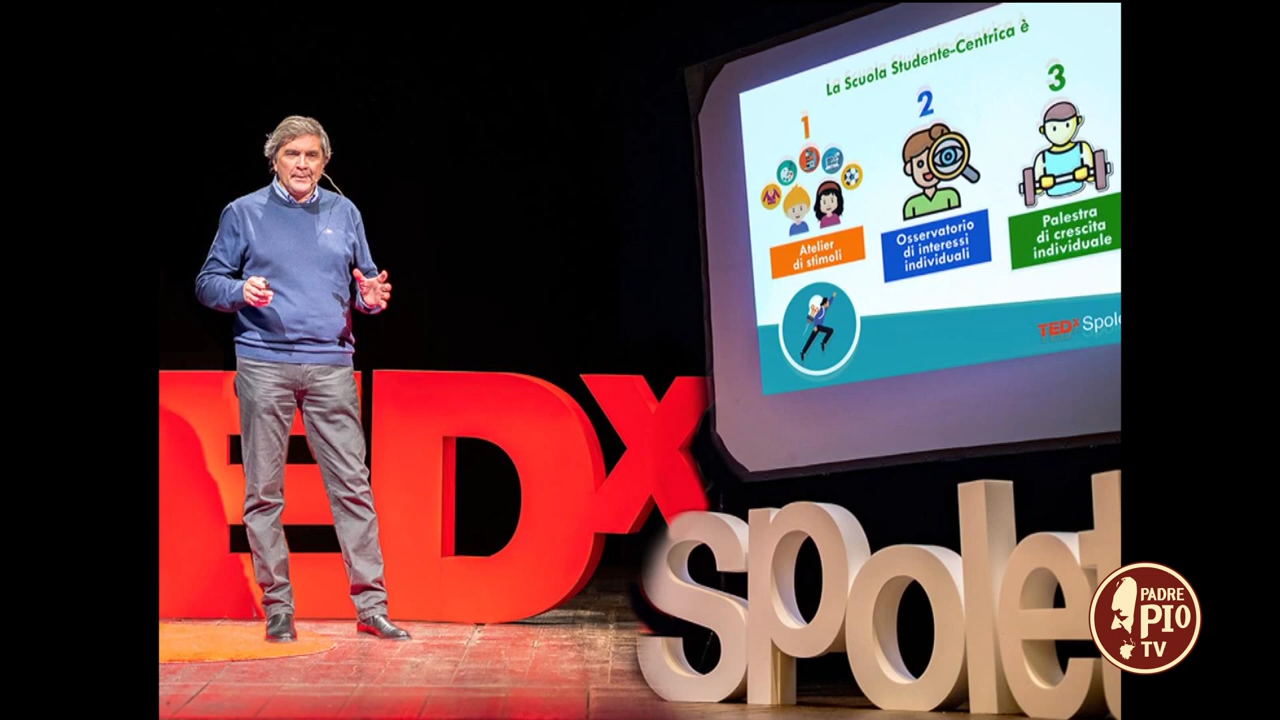 La Scuola Studente-Centrica è
1
2
3
Atelier
di stimoli
Osservatorio
di interessi
individuali
Palestra
di crescita
individuale
TEDx Spole
TEDx
spolet
PADRE
PIO
TV